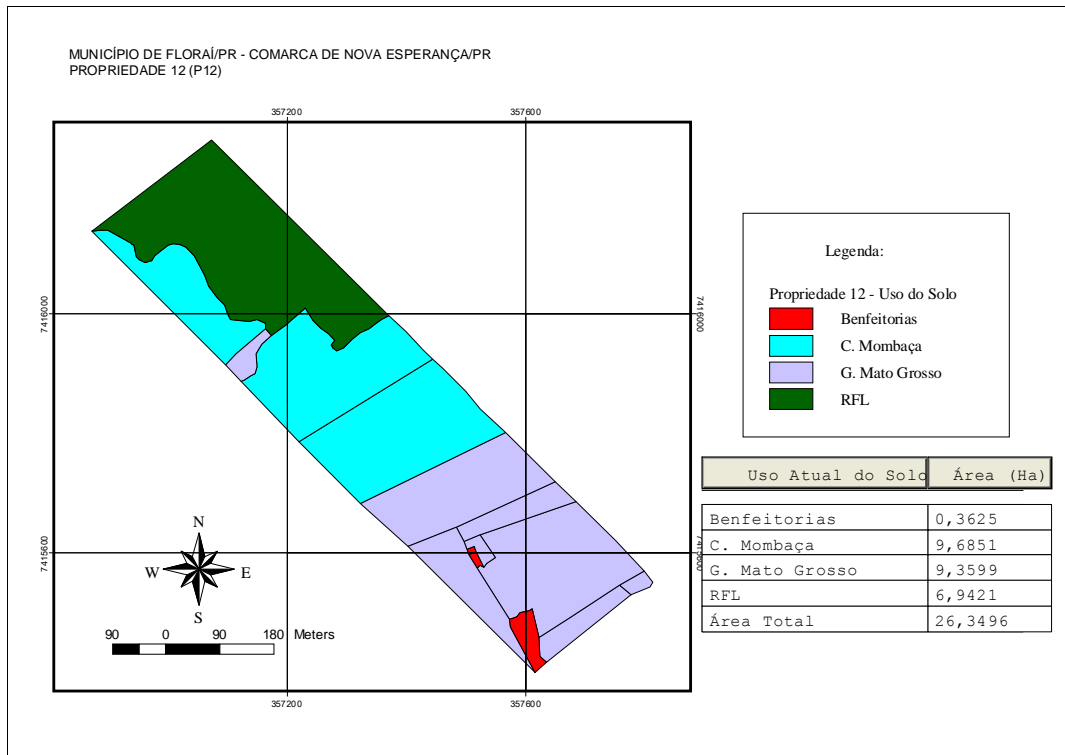 MUNICÍPIO DE FLORAÍ/PR - COMARCA DE NOVA ESPERANÇA/PR
PROPRIEDADE 12 (P12)
357200 357600
7416000 7416000
7415600
N
W E
S
90 0 90 180 Meters
357200 357600
Legenda:
Propriedade 12 - Uso do Solo
Benfeitorias
C. Mombaça
G. Mato Grosso
RFL
Uso Atual do Solo Área (Ha)
Benfeitorias 0,3625
C. Mombaça 9,6851
G. Mato Grosso 9,3599
RFL 6,9421
Área Total 26,3496